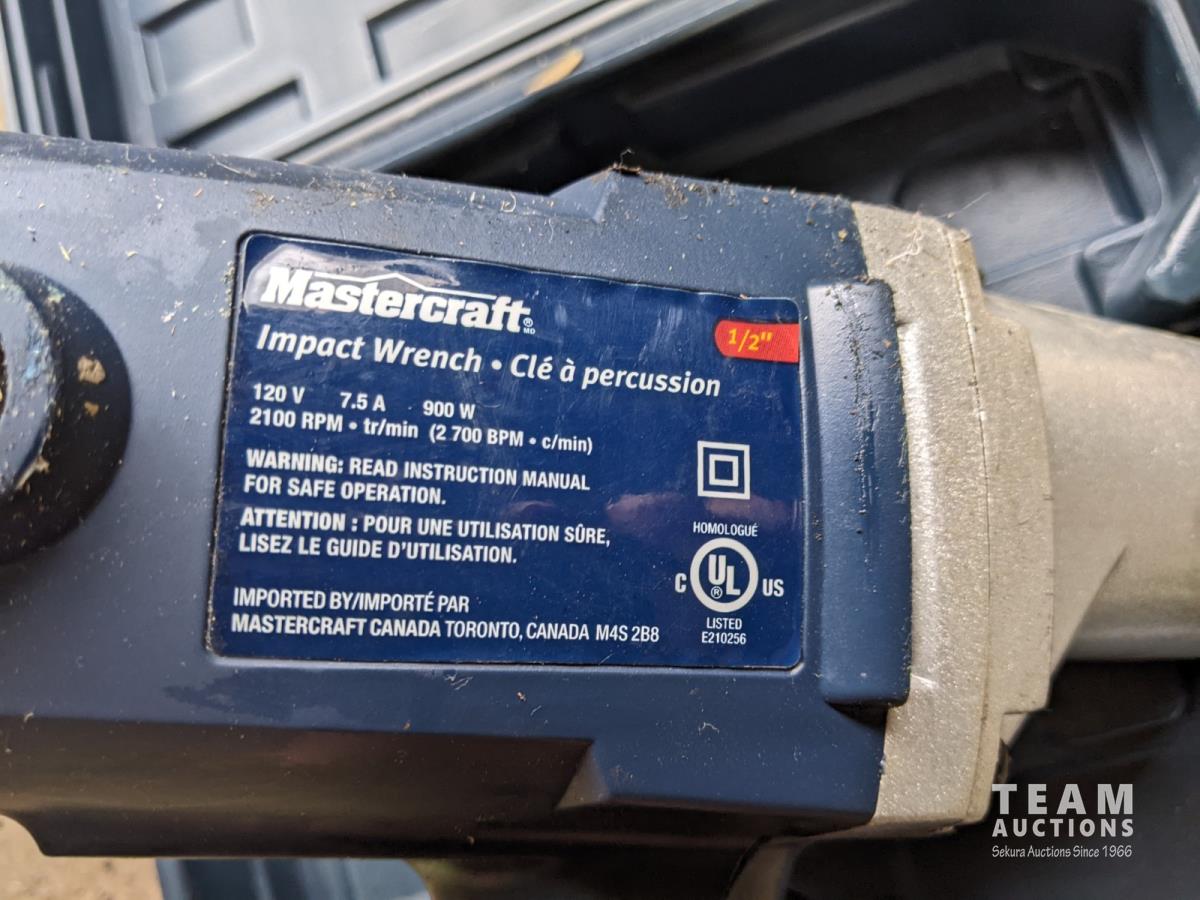 Mastercraft®
MD
1/2"
Impact Wrench • Clé à percussion
120 V 7.5 A 900 W
2100 RPM • tr/min (2 700 BPM • c/min)
WARNING: READ INSTRUCTION MANUAL
FOR SAFE OPERATION.
ATTENTION : POUR UNE UTILISATION SÛRE,
LISEZ LE GUIDE D'UTILISATION.
IMPORTED BY/IMPORTÉ PAR
MASTERCRAFT CANADA TORONTO, CANADA M4S 2B8
HOMOLOGUÉ
C UL® US
LISTED
E210256
TEAM
AUCTIONS
Sekura Auctions Since 1966